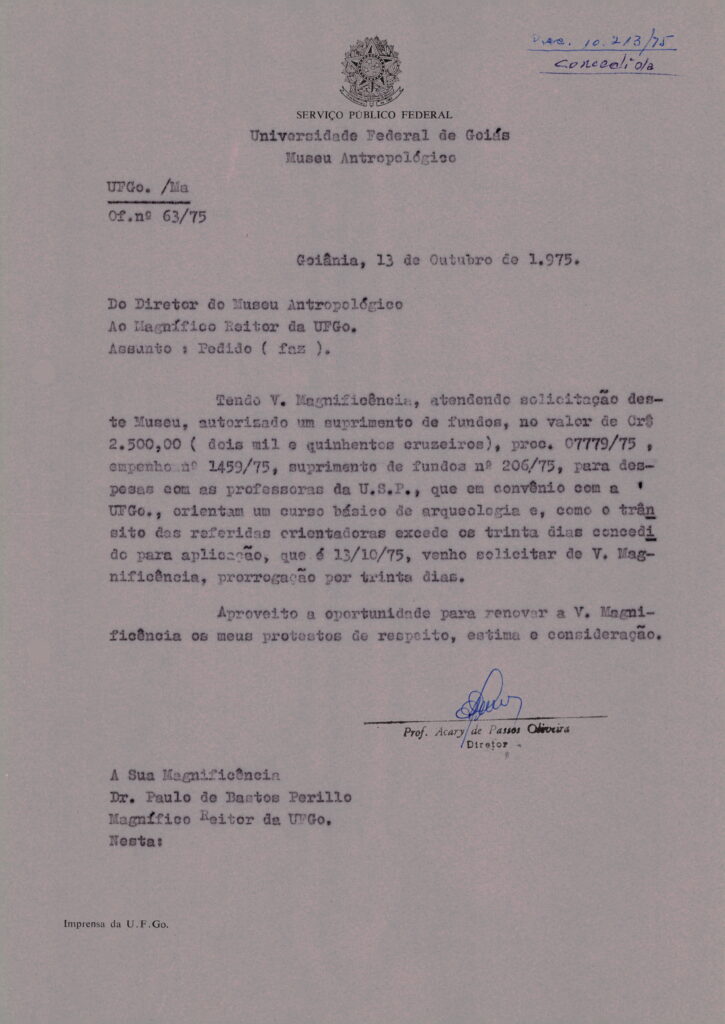 10.213/75
concedida
SERVIÇO PÚBLICO FEDERAL
Universidade Federal de Goiás
Museu Antropológico
UFGo. /Ma
Of.nº 63/75
Goiânia, 13 de Outubro de 1.975.
Do Diretor do Museu Antropológico
Ao Magnífico Reitor da UFGo.
Assunto : Pedido ( faz ).
Tendo V. Magnificência, atendendo solicitação des-
te Museu, autorizado um suprimento de fundos, no valor de Cr$
2.500,00 ( dois mil e quinhentos cruzeiros), proc. 07779/75 ,
empenho nº 1459/75, suprimento de fundos nº 206/75, para des-
pesas com as professoras da U.S.P., que em convênio com a '
UFGo., orientam um curso básico de arqueologia e, como o trân
sito das referidas orientadoras excede os trinta dias concedi
do para aplicação, que é 13/10/75, venho solicitar de V. Mag-
nificência, prorrogação por trinta dias.
Aproveito a oportunidade para renovar a V. Magni-
ficência os meus protestos de respeito, estima e consideração.
Prof. Acary de Passos Oliveira
Diretor
A Sua Magnificência
Dr. Paulo de Bastos Perillo
Magnífico Reitor da UFGo.
Nesta:
Imprensa da U.F.Go.